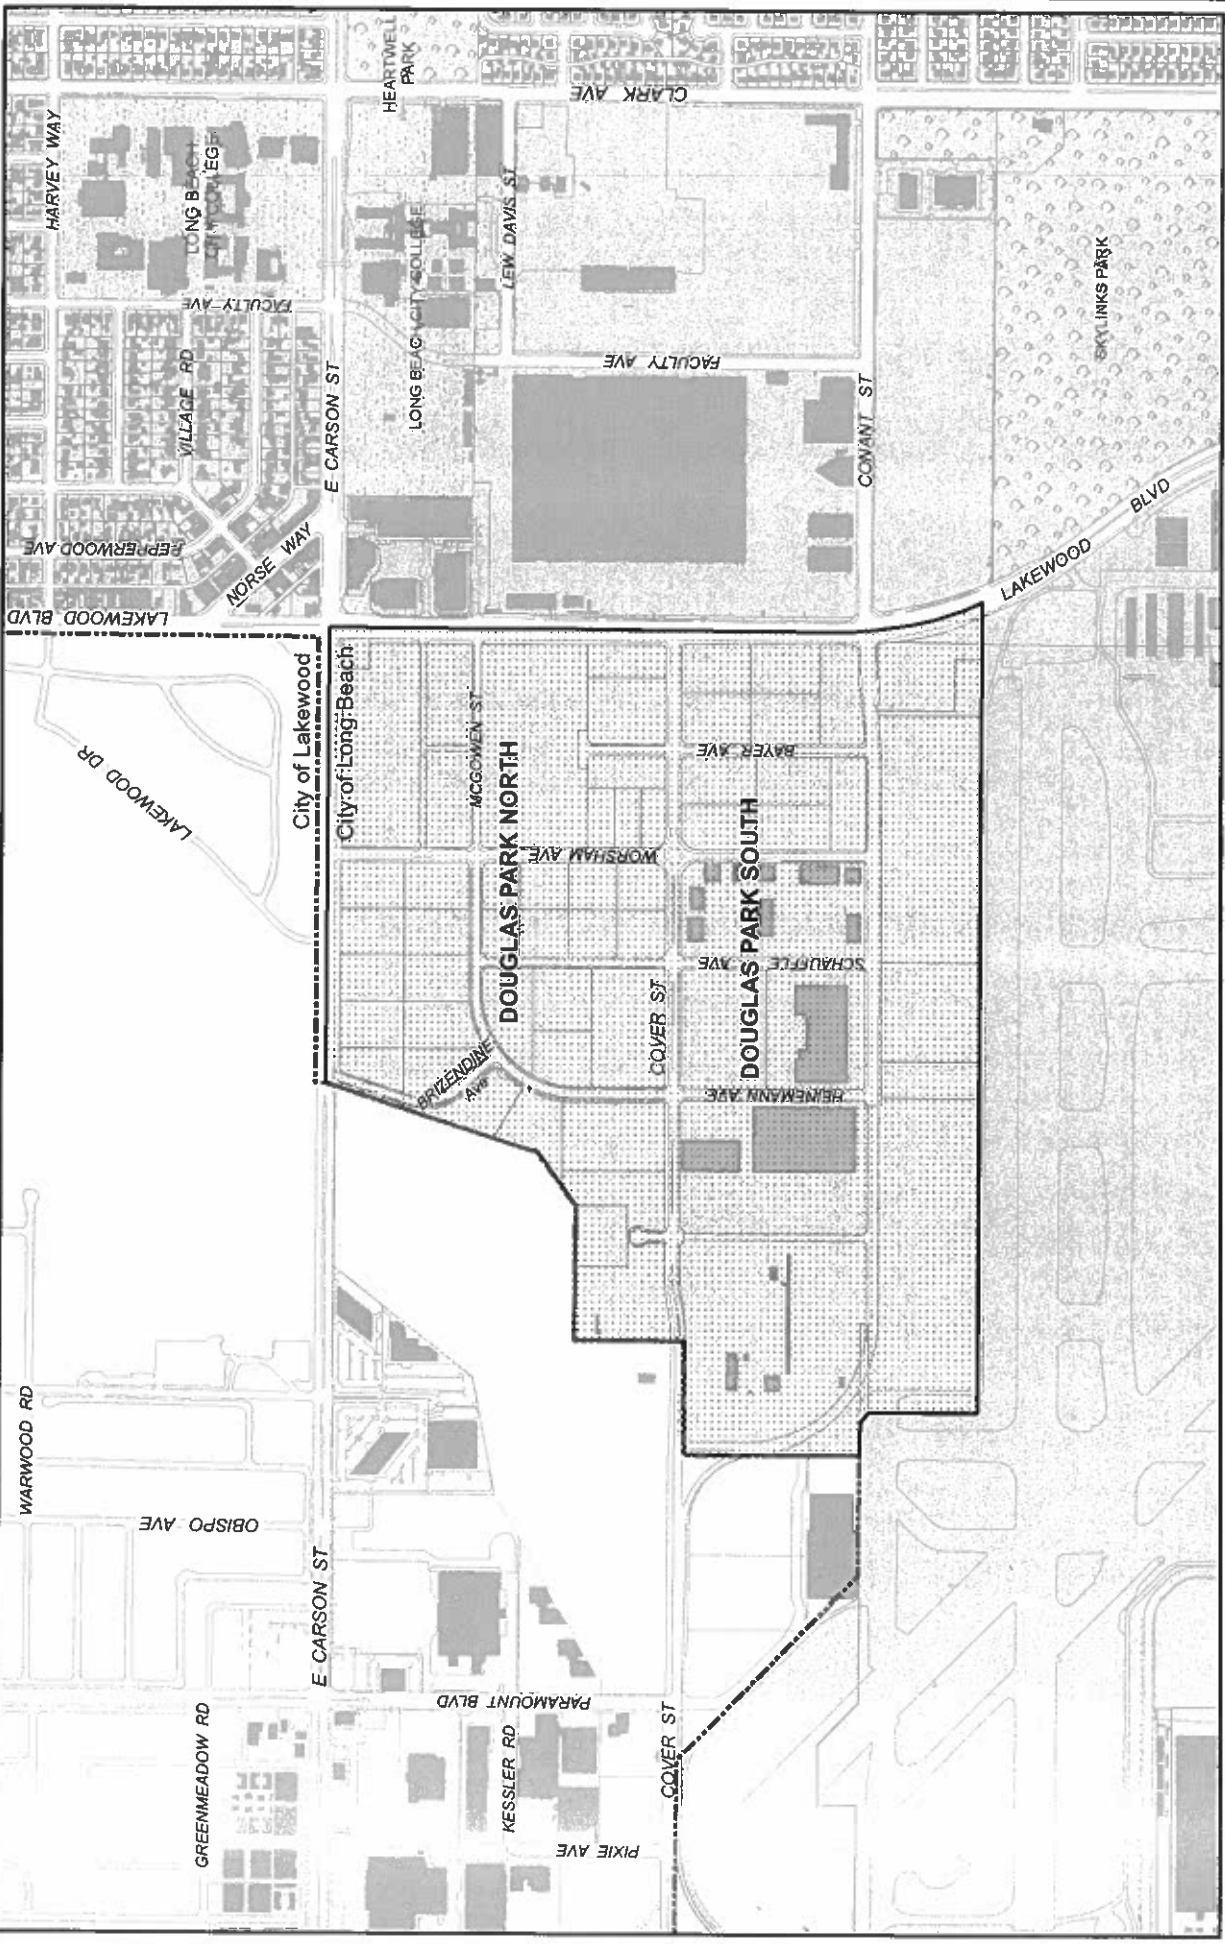 HARVEY WAY
HEARTWELL
PARK
CLARK AVE
LONG BEACH
CITY COLLEGE
LEW DAVIS ST
FACULTY AVE
VILLAGE RD
E CARSON ST
LONG BEACH CITY COLLEGE
FACULTY AVE
SKYLINKS PARK
PEPPERWOOD AVE
NORSE WAY
CONANT ST
LAKEWOOD BLVD
LAKEWOOD BLVD
City of Lakewood
City of Long Beach
LAKEWOOD DR
MCGOWEN ST
DOUGLAS PARK NORTH
BAYER AVE
WORSHAM AVE
DOUGLAS PARK SOUTH
SCHAUFELE AVE
COVER ST
BRIZENDINE
Ave
HEINEMANN AVE
WARWOOD RD
OBISPO AVE
E CARSON ST
PARAMOUNT BLVD
GREENMEADOW RD
KESSLER RD
COVER ST
PIXIE AVE